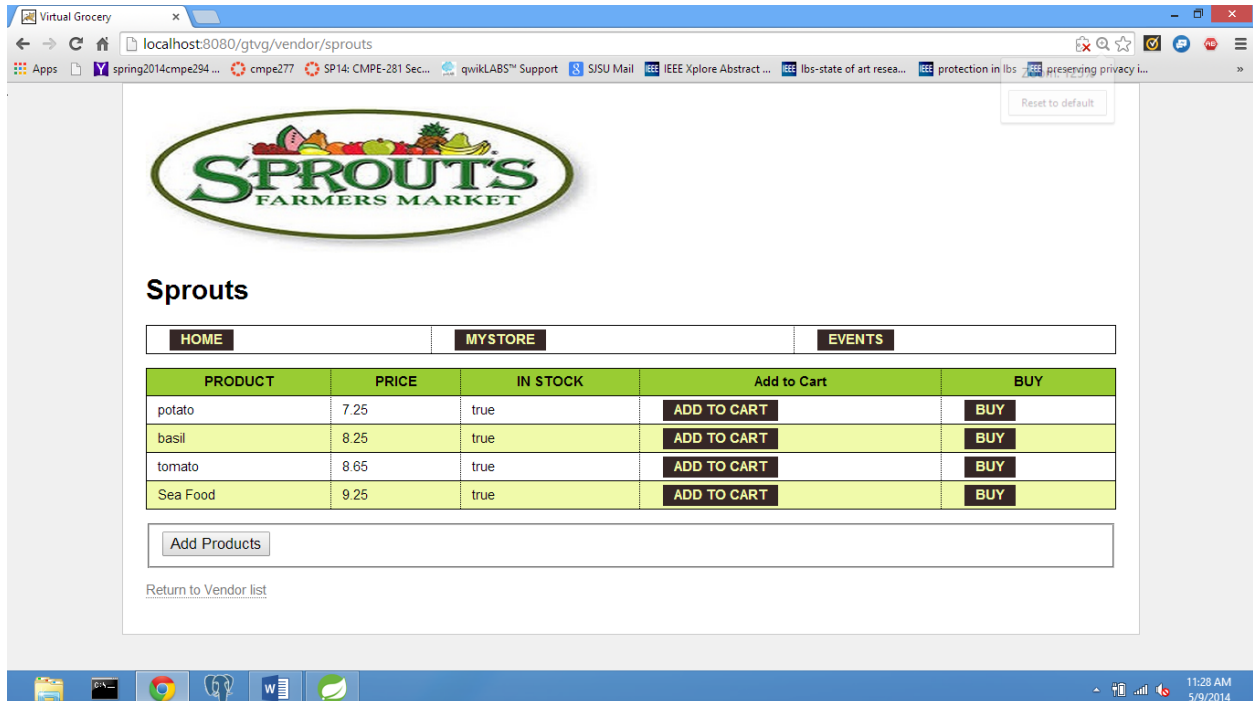 Virtual Grocery
localhost:8080/gtvg/vendor/sprouts
Apps spring2014cmpe294 ... cmpe277 SP14: CMPE-281 Sec... qwikLABS™ Support SJSU Mail IEEE Xplore Abstract ... lbs-state of art resea... protection in lbs preserving privacy i... »
Reset to default
SPROUTS
FARMERS MARKET
Sprouts
HOME MYSTORE EVENTS
PRODUCT PRICE IN STOCK Add to Cart BUY
potato 7.25 true ADD TO CART BUY
basil 8.25 true ADD TO CART BUY
tomato 8.65 true ADD TO CART BUY
Sea Food 9.25 true ADD TO CART BUY
Add Products
Return to Vendor list
11:28 AM
5/9/2014